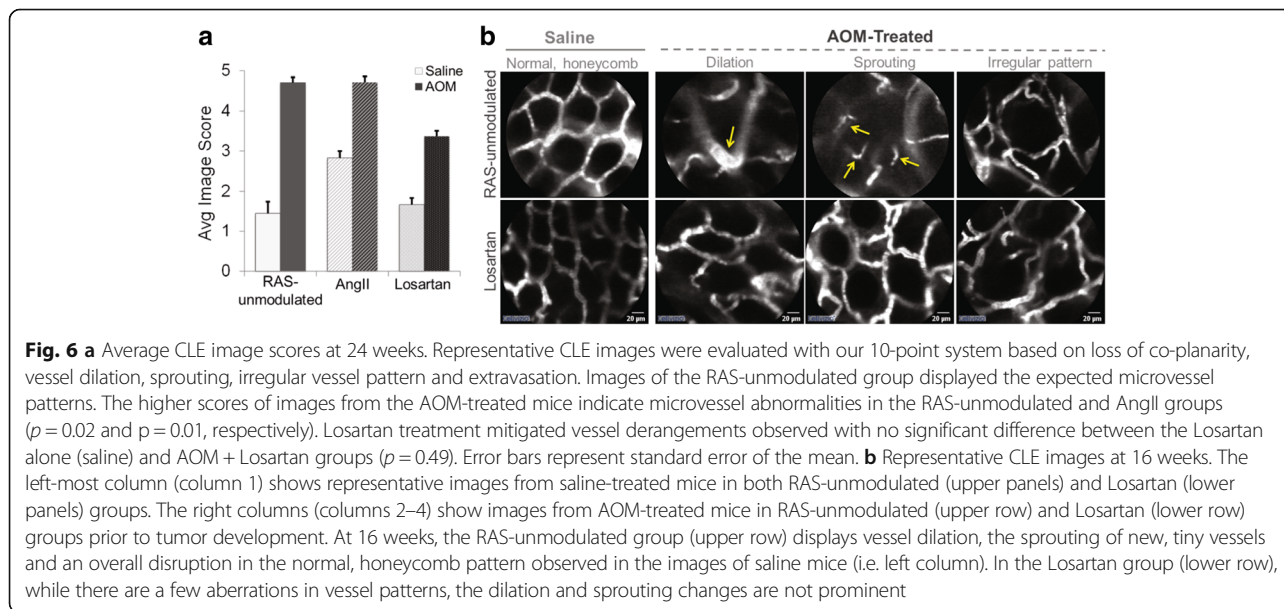 a
b
Saline
AOM-Treated
Normal, honeycomb
Dilation
Sprouting
Irregular pattern
5
4
3
2
1
0
Avg Image Score
Saline
AOM
RAS-
unmodulated
AngII
Losartan
RAS-unmodulated
Losartan
Cellvizio
20 µm
20 µm
20 µm
20 µm
Fig. 6 a Average CLE image scores at 24 weeks. Representative CLE images were evaluated with our 10-point system based on loss of co-planarity,
vessel dilation, sprouting, irregular vessel pattern and extravasation. Images of the RAS-unmodulated group displayed the expected microvessel
patterns. The higher scores of images from the AOM-treated mice indicate microvessel abnormalities in the RAS-unmodulated and AngII groups
(p = 0.02 and p = 0.01, respectively). Losartan treatment mitigated vessel derangements observed with no significant difference between the Losartan
alone (saline) and AOM + Losartan groups (p = 0.49). Error bars represent standard error of the mean. b Representative CLE images at 16 weeks. The
left-most column (column 1) shows representative images from saline-treated mice in both RAS-unmodulated (upper panels) and Losartan (lower
panels) groups. The right columns (columns 2–4) show images from AOM-treated mice in RAS-unmodulated (upper row) and Losartan (lower row)
groups prior to tumor development. At 16 weeks, the RAS-unmodulated group (upper row) displays vessel dilation, the sprouting of new, tiny vessels
and an overall disruption in the normal, honeycomb pattern observed in the images of saline mice (i.e. left column). In the Losartan group (lower row),
while there are a few aberrations in vessel patterns, the dilation and sprouting changes are not prominent